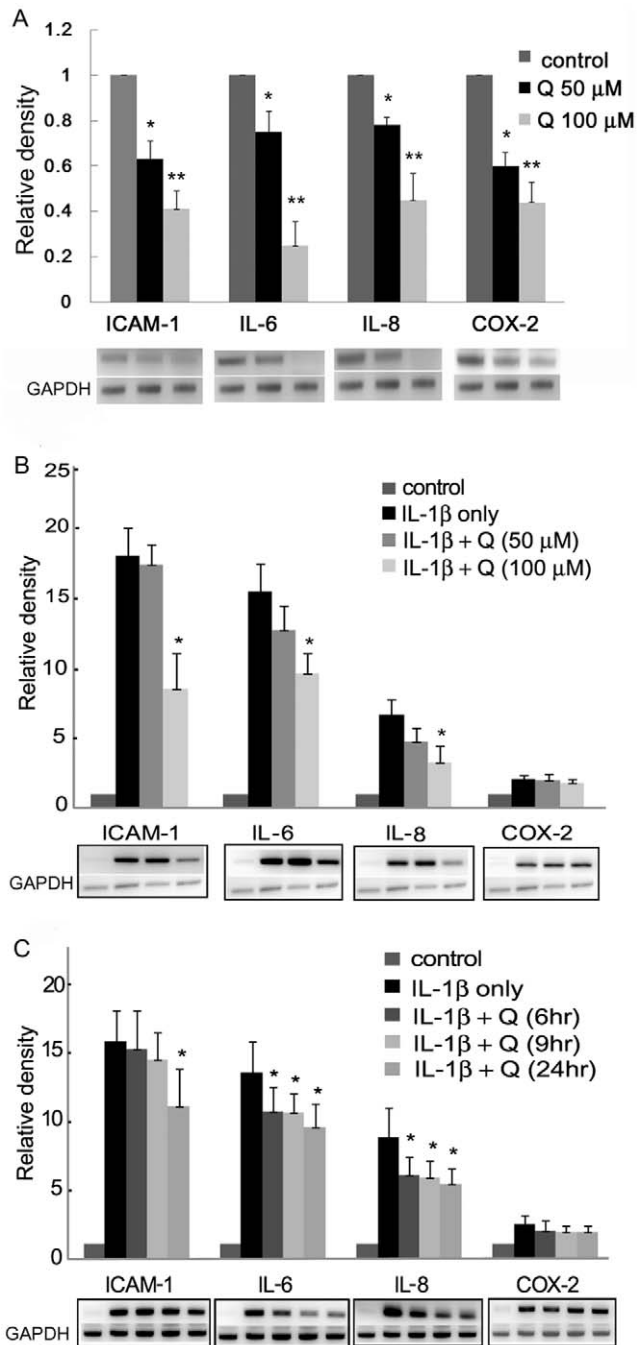 A
Relative density
1.2
1
0.8
0.6
0.4
0.2
0
control
Q 50 μM
Q 100 μM
* ** * ** * ** * **
ICAM-1 IL-6 IL-8 COX-2
GAPDH
B
Relative density
25
20
15
10
5
0
control
IL-1β only
IL-1β + Q (50 μM)
IL-1β + Q (100 μM)
* * *
ICAM-1 IL-6 IL-8 COX-2
GAPDH
C
Relative density
20
15
10
5
0
control
IL-1β only
IL-1β + Q (6hr)
IL-1β + Q (9hr)
IL-1β + Q (24hr)
* * * * * * *
ICAM-1 IL-6 IL-8 COX-2
GAPDH